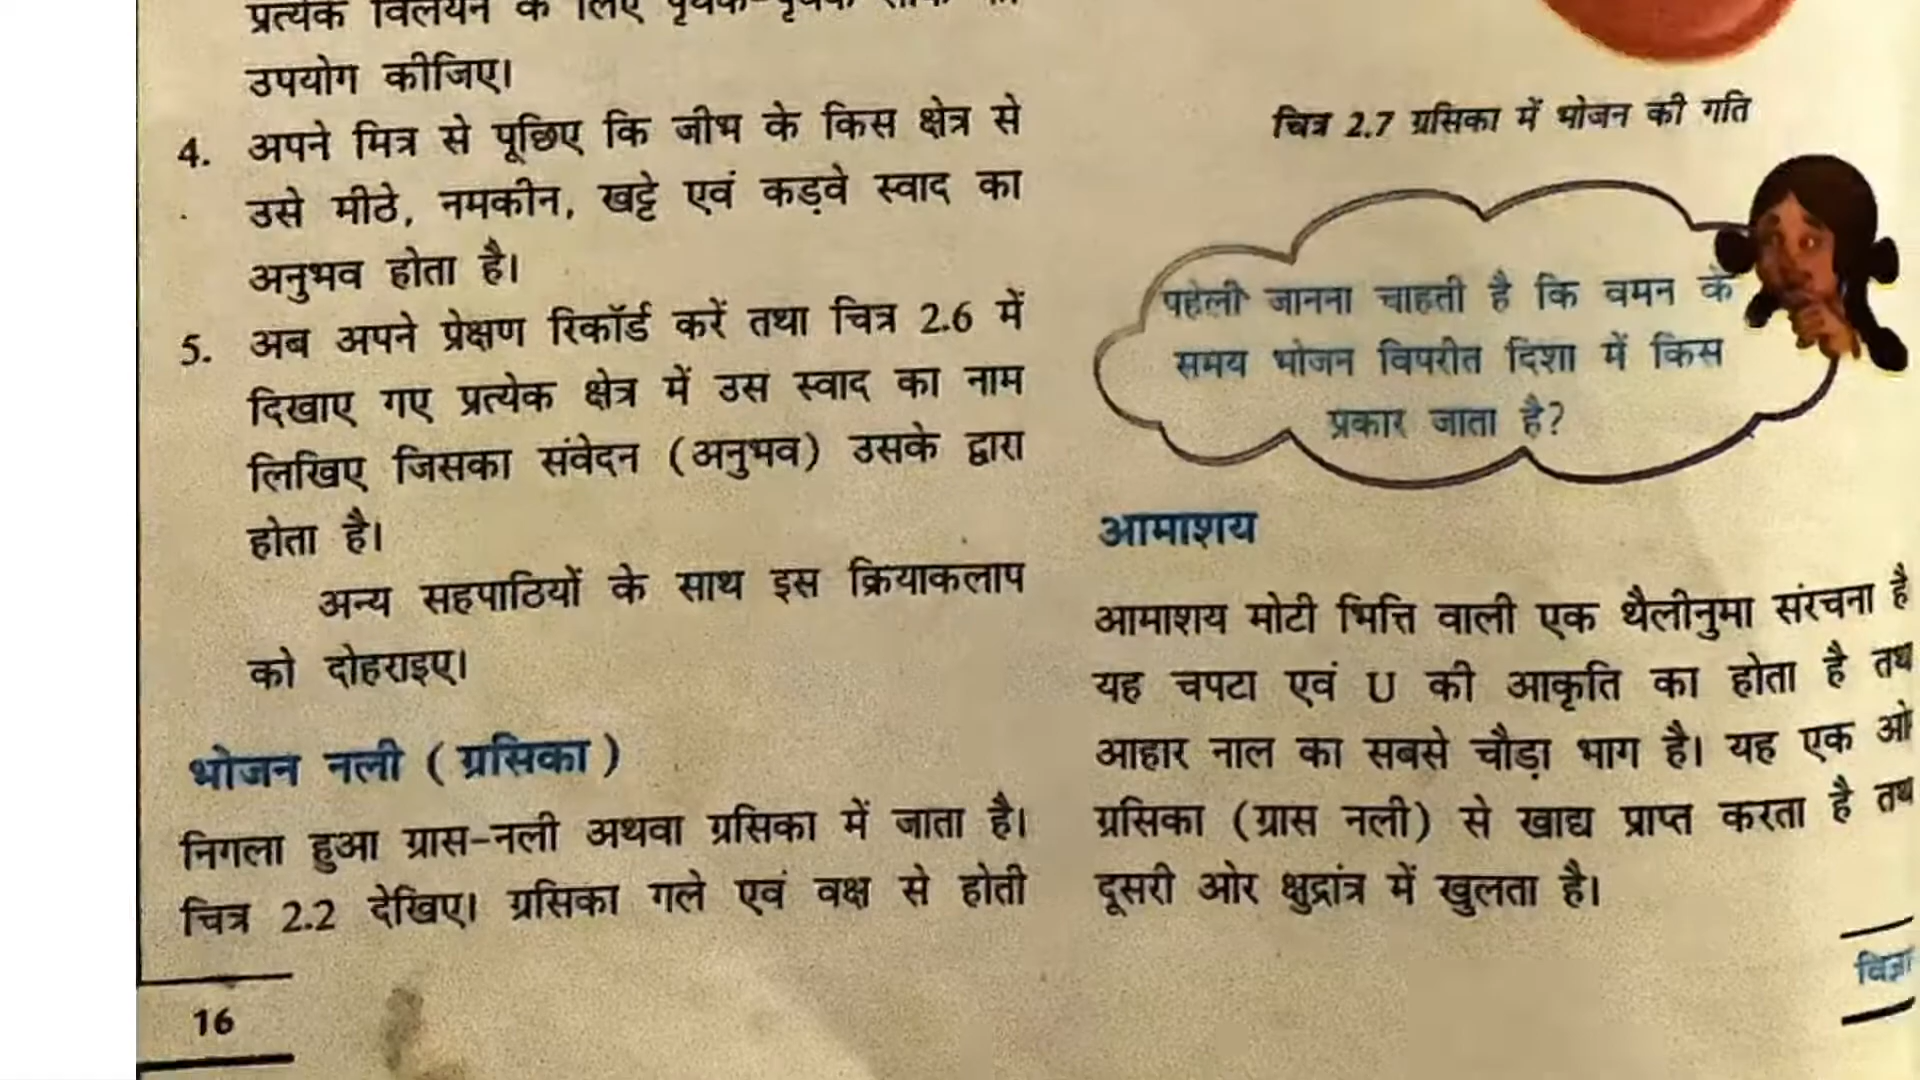 प्रत्येक विलयन के लिए पृथक-पृथक
उपयोग कीजिए।
4. अपने मित्र से पूछिए कि जीभ के किस क्षेत्र से
उसे मीठे, नमकीन, खट्टे एवं कड़वे स्वाद का
अनुभव होता है।
5. अब अपने प्रेक्षण रिकॉर्ड करें तथा चित्र 2.6 में
दिखाए गए प्रत्येक क्षेत्र में उस स्वाद का नाम
लिखिए जिसका संवेदन (अनुभव) उसके द्वारा
होता है।
अन्य सहपाठियों के साथ इस क्रियाकलाप
को दोहराइए।
भोजन नली (ग्रसिका)
निगला हुआ ग्रास-नली अथवा ग्रसिका में जाता है।
चित्र 2.2 देखिए। ग्रसिका गले एवं वक्ष से होती
16
चित्र 2.7 ग्रसिका में भोजन की गति
पहेली जानना चाहती है कि वमन के
समय भोजन विपरीत दिशा में किस
प्रकार जाता है?
आमाशय
आमाशय मोटी भित्ति वाली एक थैलीनुमा संरचना है
यह चपटा एवं U की आकृति का होता है
आहार नाल का सबसे चौड़ा भाग है। यह एक
ग्रसिका (ग्रास नली) से खाद्य प्राप्त करता है
दूसरी ओर क्षुद्रांत्र में खुलता है।